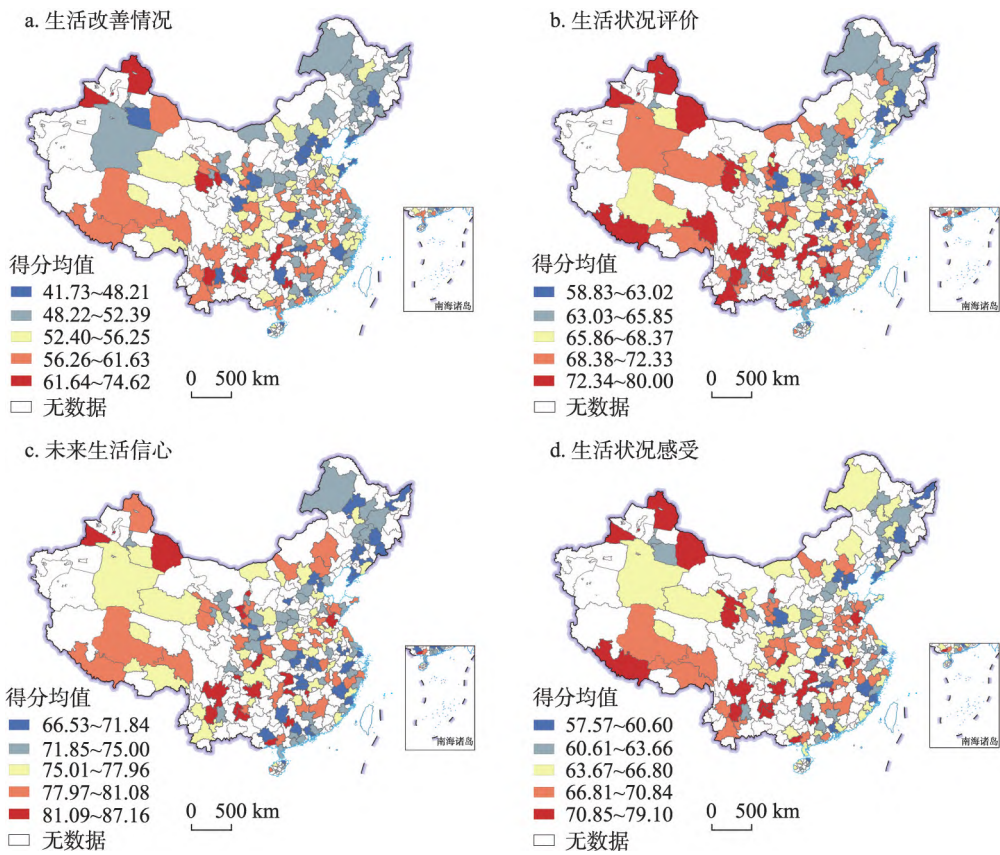 a. 生活改善情况
得分均值
41.73~48.21
48.22~52.39
52.40~56.25
56.26~61.63
61.64~74.62
无数据
0 500 km
南海诸岛
b. 生活状况评价
得分均值
58.83~63.02
63.03~65.85
65.86~68.37
68.38~72.33
72.34~80.00
无数据
0 500 km
南海诸岛
c. 未来生活信心
得分均值
66.53~71.84
71.85~75.00
75.01~77.96
77.97~81.08
81.09~87.16
无数据
0 500 km
南海诸岛
d. 生活状况感受
得分均值
57.57~60.60
60.61~63.66
63.67~66.80
66.81~70.84
70.85~79.10
无数据
0 500 km
南海诸岛